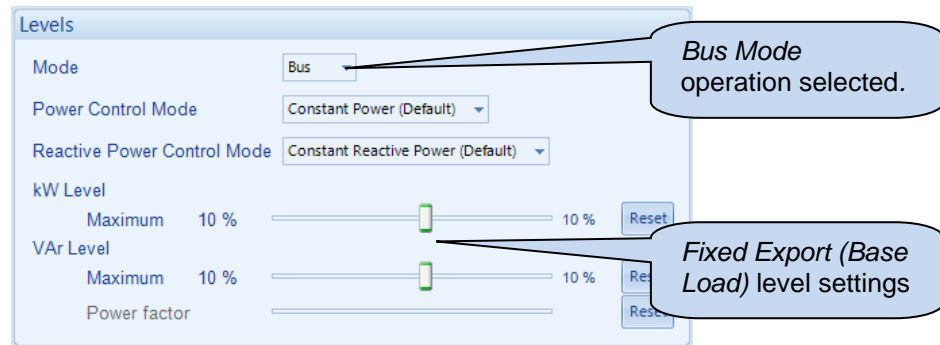 Levels
Mode Bus
Power Control Mode Constant Power (Default)
Reactive Power Control Mode Constant Reactive Power (Default)
kW Level
Maximum 10 % 10 % Reset
VAr Level
Maximum 10 % 10 % Res
Power factor Reset
Bus Mode
operation selected.
Fixed Export (Base
Load) level settings